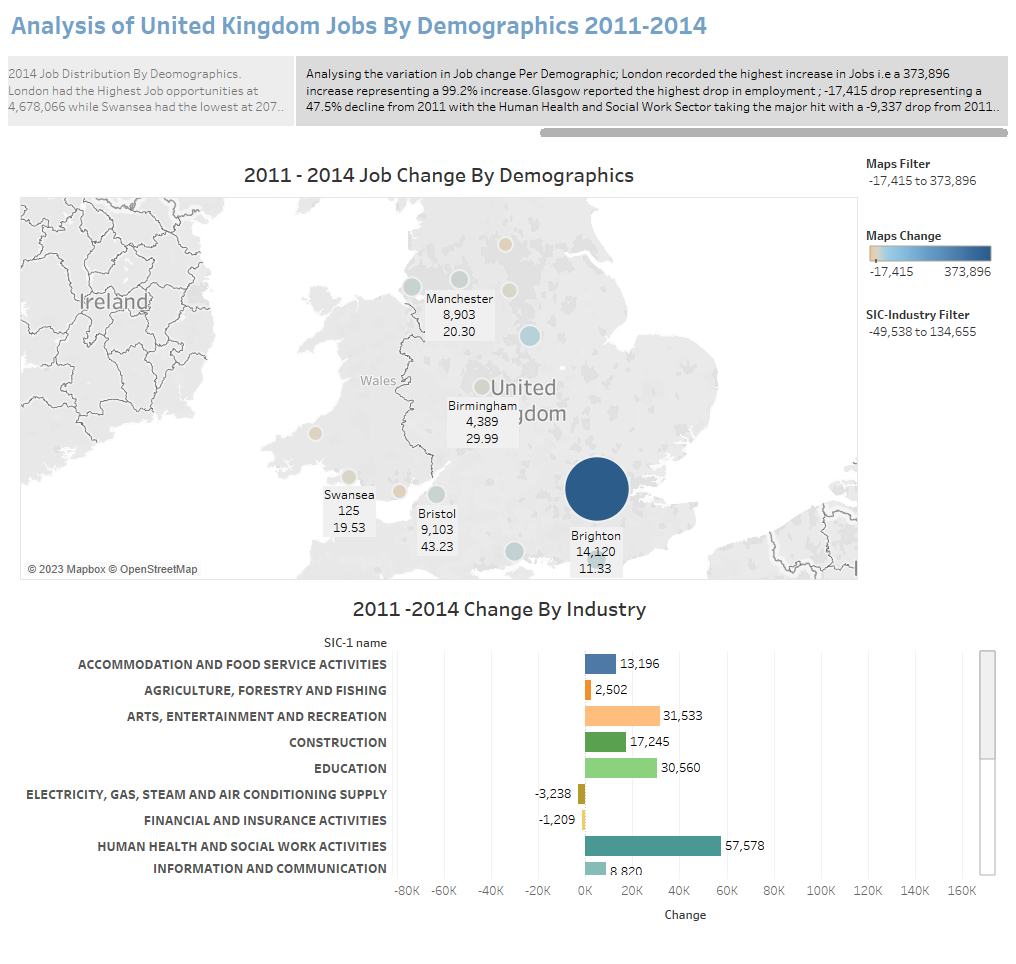 Analysis of United Kingdom Jobs By Demographics 2011-2014
2014 Job Distribution By Deomographics.
London had the Highest Job opportunities at
4,678,066 while Swansea had the lowest at 207..
Analysing the variation in Job change Per Demographic; London recorded the highest increase in Jobs i.e a 373,896
increase representing a 99.2% increase.Glasgow reported the highest drop in employment ; -17,415 drop representing a
47.5% decline from 2011 with the Human Health and Social Work Sector taking the major hit with a -9,337 drop from 2011..
2011 - 2014 Job Change By Demographics
Maps Filter
-17,415 to 373,896
Maps Change
-17,415 373,896
SIC-Industry Filter
-49,538 to 134,655
Ireland
Manchester
8,903
20.30
Wales
United
gdom
Birmingham
4,389
29.99
Swansea
125
19.53
Bristol
9,103
43.23
Brighton
14,120
11.33
© 2023 Mapbox © OpenStreetMap
2011 -2014 Change By Industry
SIC-1 name
ACCOMMODATION AND FOOD SERVICE ACTIVITIES 13,196
AGRICULTURE, FORESTRY AND FISHING 2,502
ARTS, ENTERTAINMENT AND RECREATION 31,533
CONSTRUCTION 17,245
EDUCATION 30,560
ELECTRICITY, GAS, STEAM AND AIR CONDITIONING SUPPLY -3,238
FINANCIAL AND INSURANCE ACTIVITIES -1,209
HUMAN HEALTH AND SOCIAL WORK ACTIVITIES 57,578
INFORMATION AND COMMUNICATION 8,820
-80K -60K -40K -20K 0K 20K 40K 60K 80K 100K 120K 140K 160K
Change